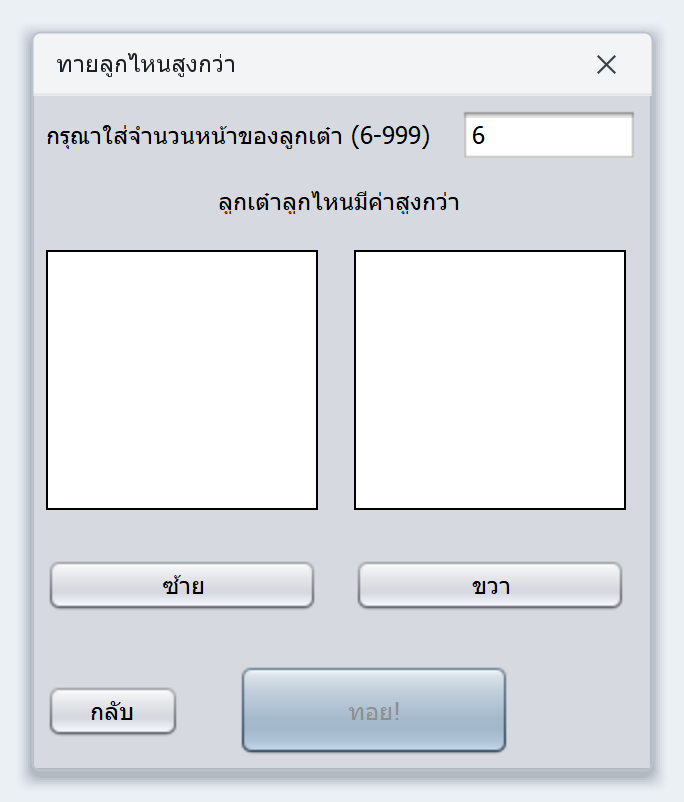 ทายลูกไหนสูงกว่า
กรุณาใส่จำนวนหน้าของลูกเต๋า (6-999) 6
ลูกเต๋าลูกไหนมีค่าสูงกว่า
ซ้าย ขวา
กลับ ทอย!